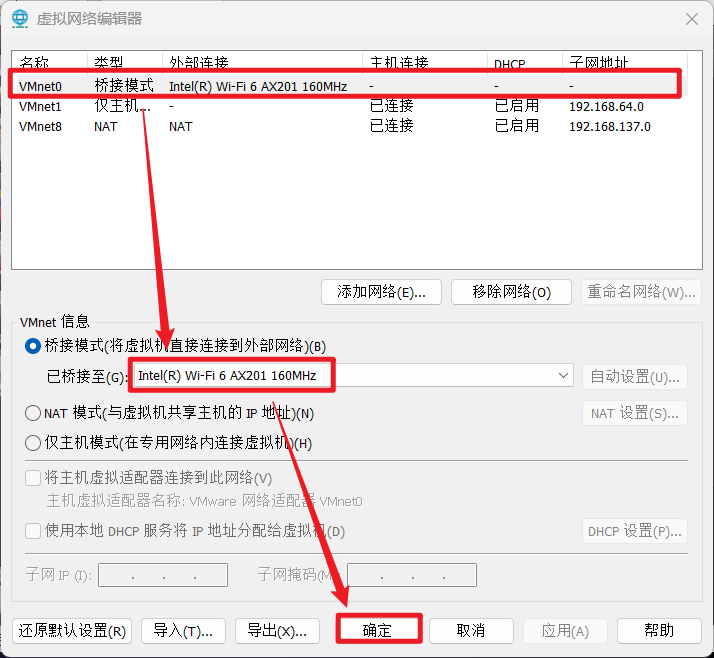 虚拟网络编辑器
名称 类型 外部连接 主机连接 DHCP 子网地址
VMnet0 桥接模式 Intel(R) Wi-Fi 6 AX201 160MHz - - -
VMnet1 仅主机... - 已连接 已启用 192.168.64.0
VMnet8 NAT NAT 已连接 已启用 192.168.137.0
添加网络(E)... 移除网络(O) 重命名网络(W)...
VMnet 信息
桥接模式(将虚拟机直接连接到外部网络)(B)
已桥接至(G): Intel(R) Wi-Fi 6 AX201 160MHz 自动设置(U)...
NAT 模式(与虚拟机共享主机的 IP 地址)(N) NAT 设置(S)...
仅主机模式(在专用网络内连接虚拟机)(H)
将主机虚拟适配器连接到此网络(V)
主机虚拟适配器名称: VMware 网络适配器 VMnet0
使用本地 DHCP 服务将 IP 地址分配给虚拟机(D) DHCP 设置(P)...
子网 IP (I): . . . 子网掩码(M . . .
还原默认设置(R) 导入(T)... 导出(X)... 确定 取消 应用(A) 帮助